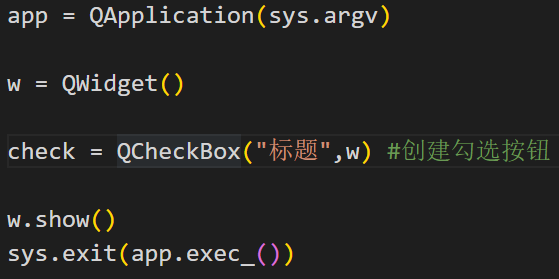 app = QApplication(sys.argv)
w = QWidget()
check = QCheckBox("标题",w) #创建勾选按钮
w.show()
sys.exit(app.exec_())